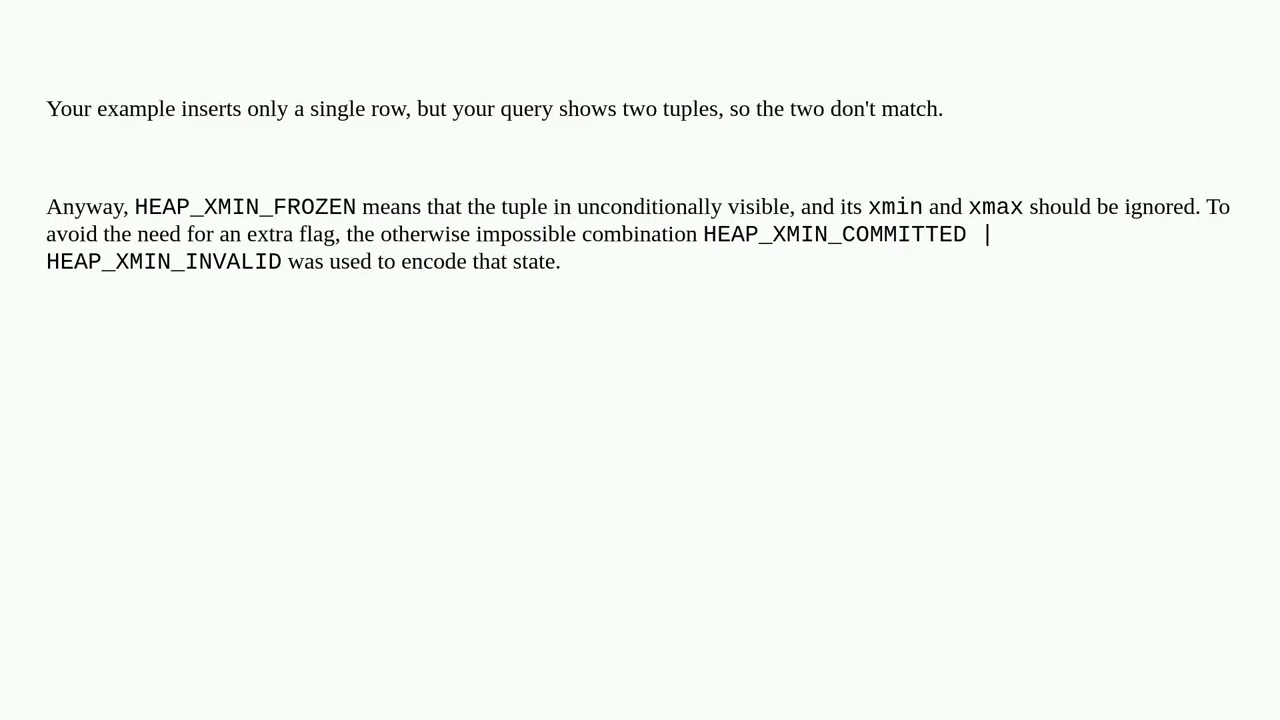 Your example inserts only a single row, but your query shows two tuples, so the two don't match.
Anyway, HEAP_XMIN_FROZEN means that the tuple in unconditionally visible, and its xmin and xmax should be ignored. To
avoid the need for an extra flag, the otherwise impossible combination HEAP_XMIN_COMMITTED |
HEAP_XMIN_INVALID was used to encode that state.